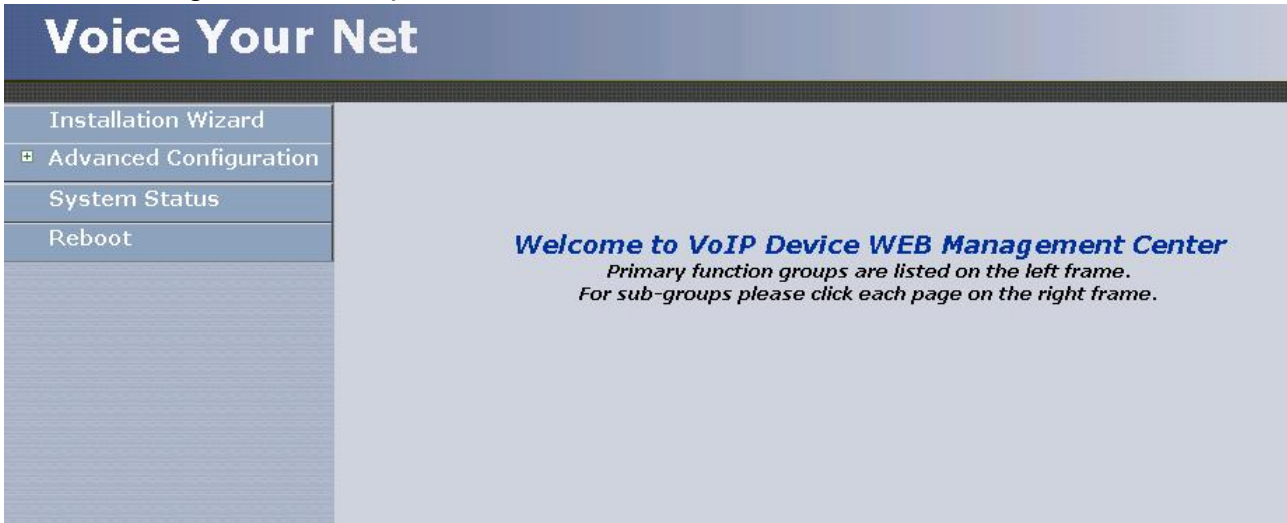 Voice Your Net
Installation Wizard
Advanced Configuration
System Status
Reboot
Welcome to VoIP Device WEB Management Center
Primary function groups are listed on the left frame.
For sub-groups please click each page on the right frame.